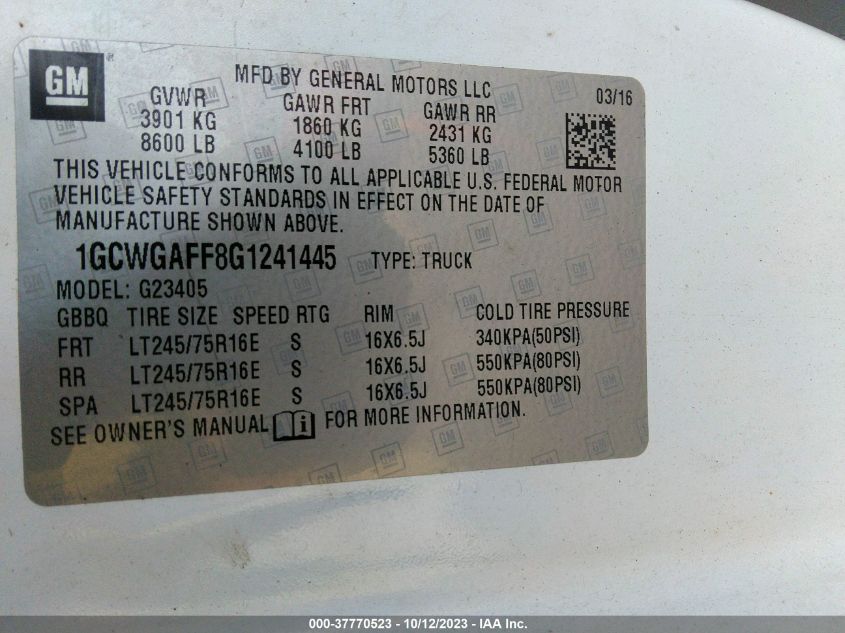 GM
MFD BY GENERAL MOTORS LLC
03/16
GVWR GAWR FRT GAWR RR
3901 KG 1860 KG 2431 KG
8600 LB 4100 LB 5360 LB
THIS VEHICLE CONFORMS TO ALL APPLICABLE U.S. FEDERAL MOTOR
VEHICLE SAFETY STANDARDS IN EFFECT ON THE DATE OF
MANUFACTURE SHOWN ABOVE.
1GCWGAFF8G1241445 TYPE: TRUCK
MODEL: G23405
GBBQ TIRE SIZE SPEED RTG RIM COLD TIRE PRESSURE
FRT LT245/75R16E S 16X6.5J 340KPA(50PSI)
RR LT245/75R16E S 16X6.5J 550KPA(80PSI)
SPA LT245/75R16E S 16X6.5J 550KPA(80PSI)
SEE OWNER'S MANUAL i FOR MORE INFORMATION.
000-37770523 - 10/12/2023 - IAA Inc.